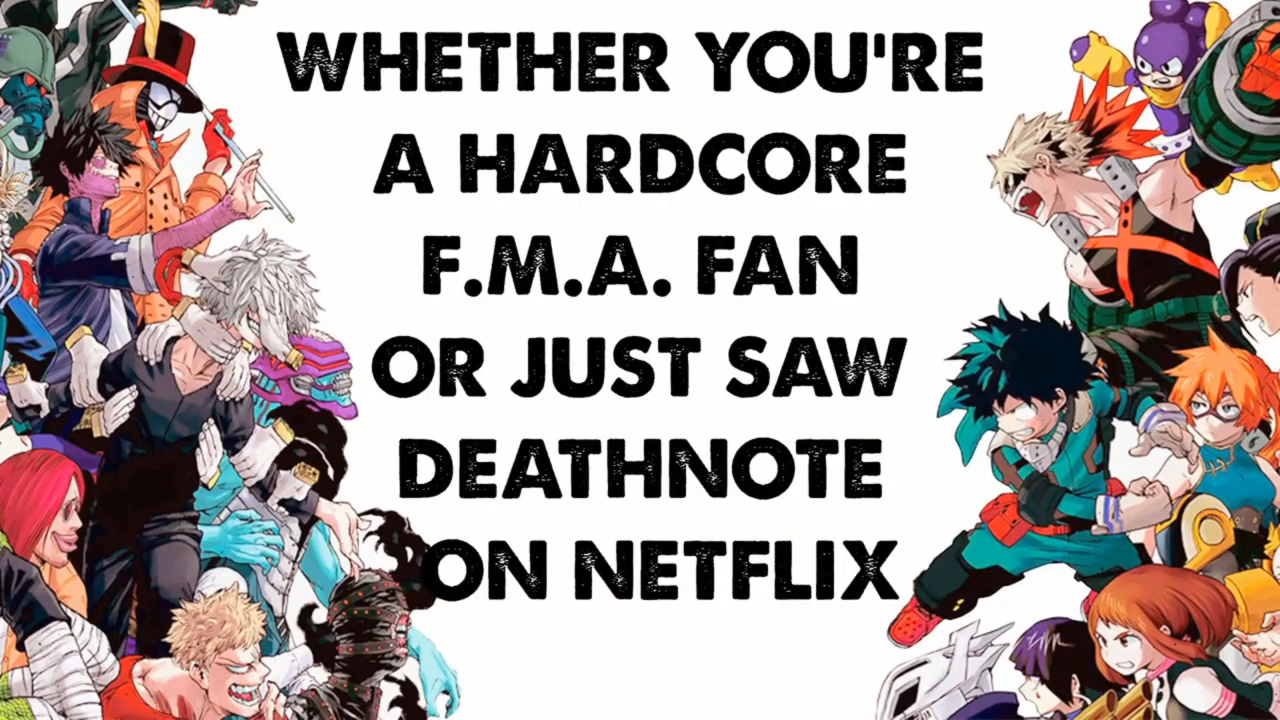 WHETHER YOU'RE
A HARDCORE
F.M.A. FAN
OR JUST SAW
DEATHNOTE
ON NETFLIX